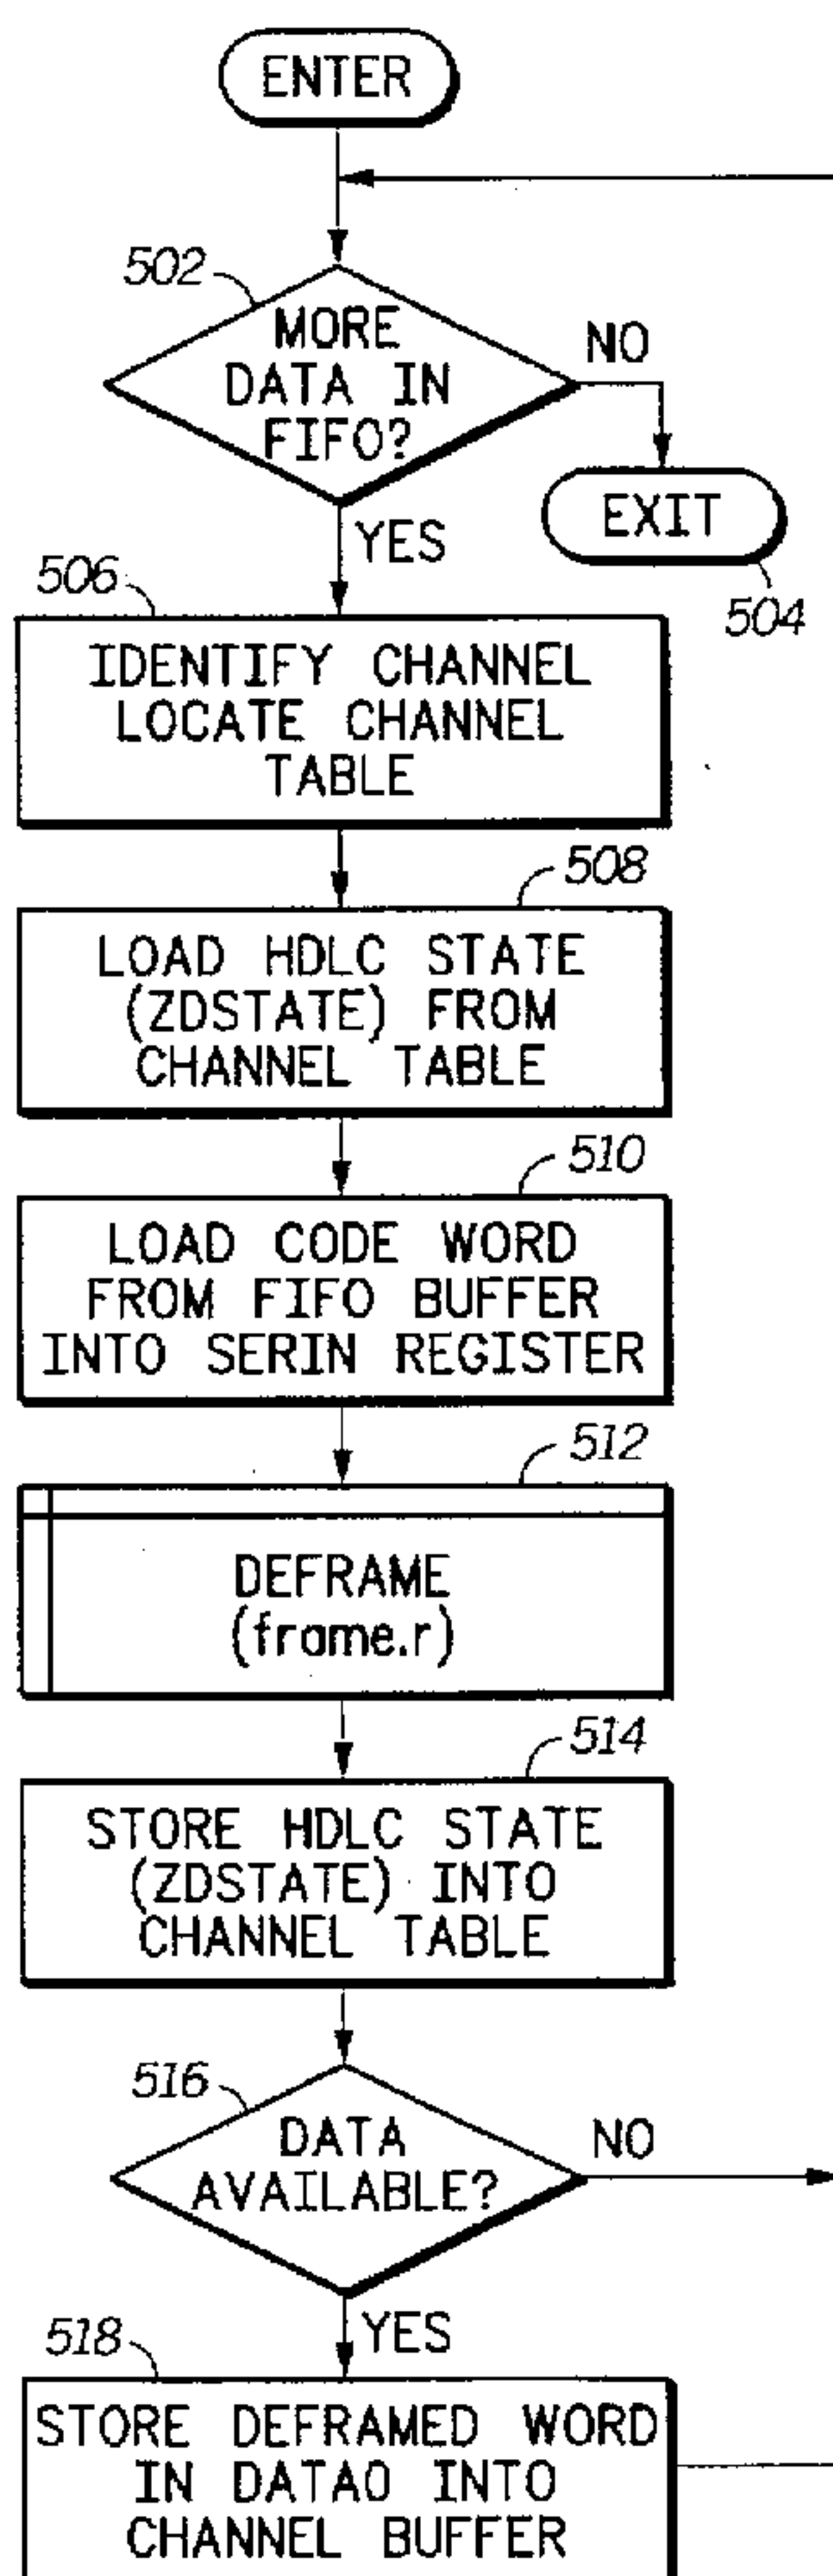 ENTER
502
MORE
DATA IN
FIFO?
NO
EXIT
504
YES
506
IDENTIFY CHANNEL
LOCATE CHANNEL
TABLE
508
LOAD HDLC STATE
(ZDSTATE) FROM
CHANNEL TABLE
510
LOAD CODE WORD
FROM FIFO BUFFER
INTO SERIN REGISTER
512
DEFRAME
(frame.r)
514
STORE HDLC STATE
(ZDSTATE) INTO
CHANNEL TABLE
516
DATA
AVAILABLE?
NO
YES
518
STORE DEFRAMED WORD
IN DATAO INTO
CHANNEL BUFFER